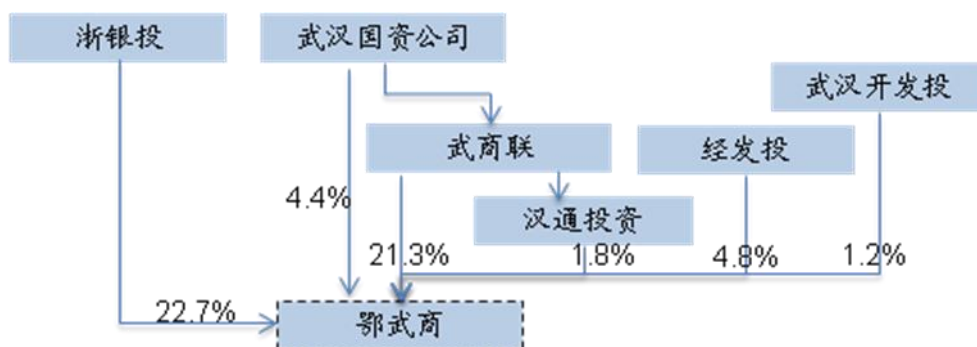 浙银投
武汉国资公司
武汉开发投
武商联
经发投
4.4%
汉通投资
21.3%
1.8%
4.8%
1.2%
22.7%
鄂武商